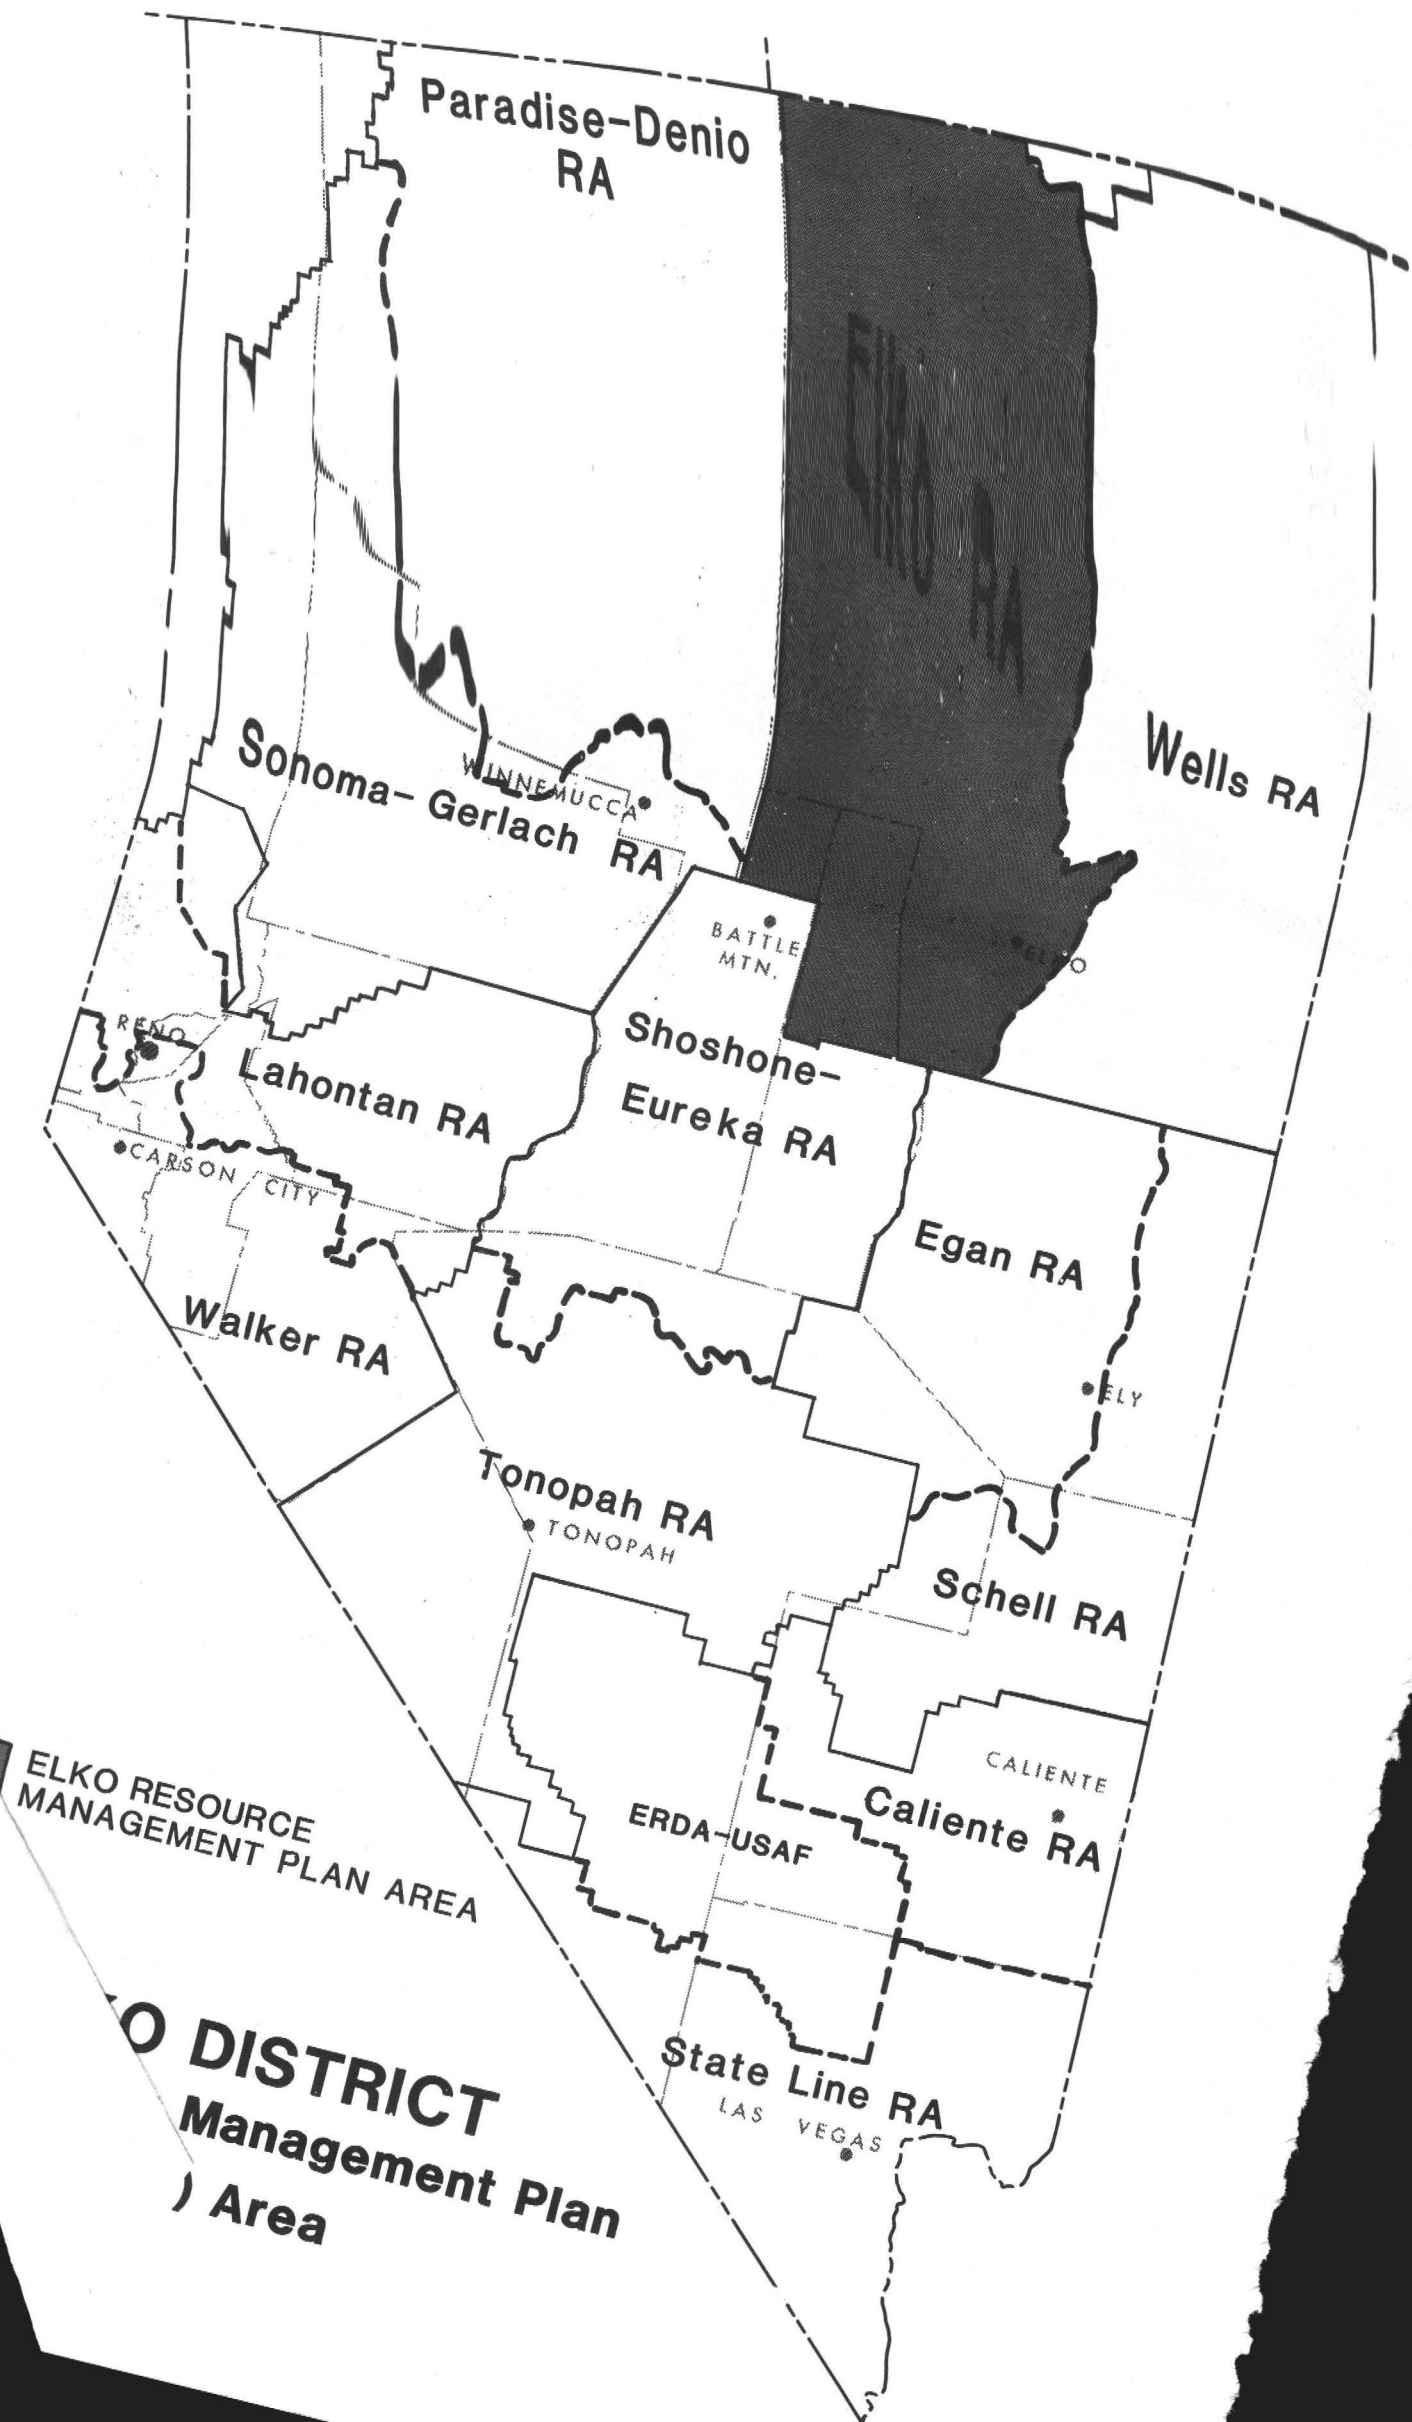 Paradise-Denio
RA
Elko RA
Wells RA
Sonoma-Gerlach RA
WINNEMUCCA
BATTLE
MTN.
ELKO
RENO
Shoshone-
Eureka RA
Lahontan RA
CARSON CITY
Egan RA
Walker RA
ELY
Tonopah RA
TONOPAH
Schell RA
CALIENTE
Caliente RA
ERDA-USAF
ELKO RESOURCE
MANAGEMENT PLAN AREA
State Line RA
LAS VEGAS
O DISTRICT
Management Plan
) Area